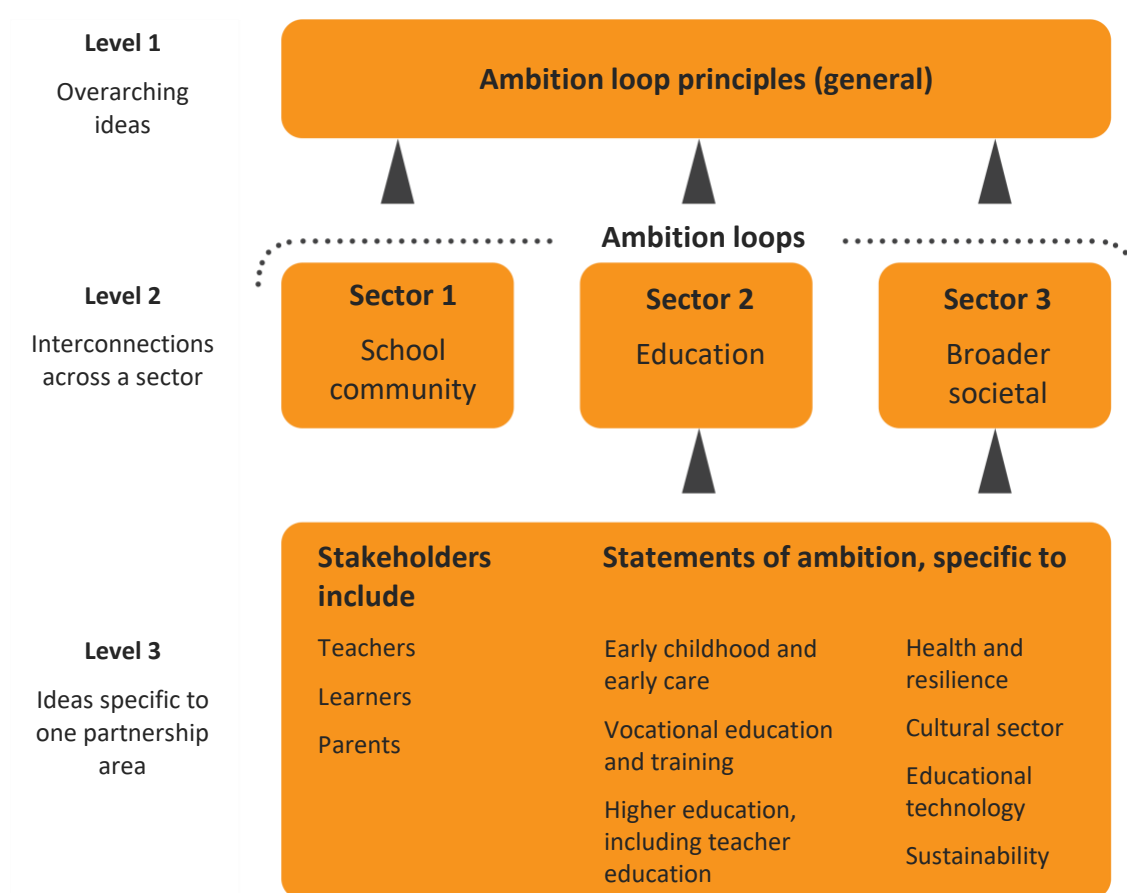 Level 1
Overarching
ideas
Ambition loop principles (general)
Ambition loops
Level 2
Interconnections
across a sector
Sector 1
School
community
Sector 2
Education
Sector 3
Broader
societal
Level 3
Ideas specific to
one partnership
area
Stakeholders
include
Teachers
Learners
Parents
Statements of ambition, specific to
Early childhood and
early care
Vocational education
and training
Higher education,
including teacher
education
Health and
resilience
Cultural sector
Educational
technology
Sustainability